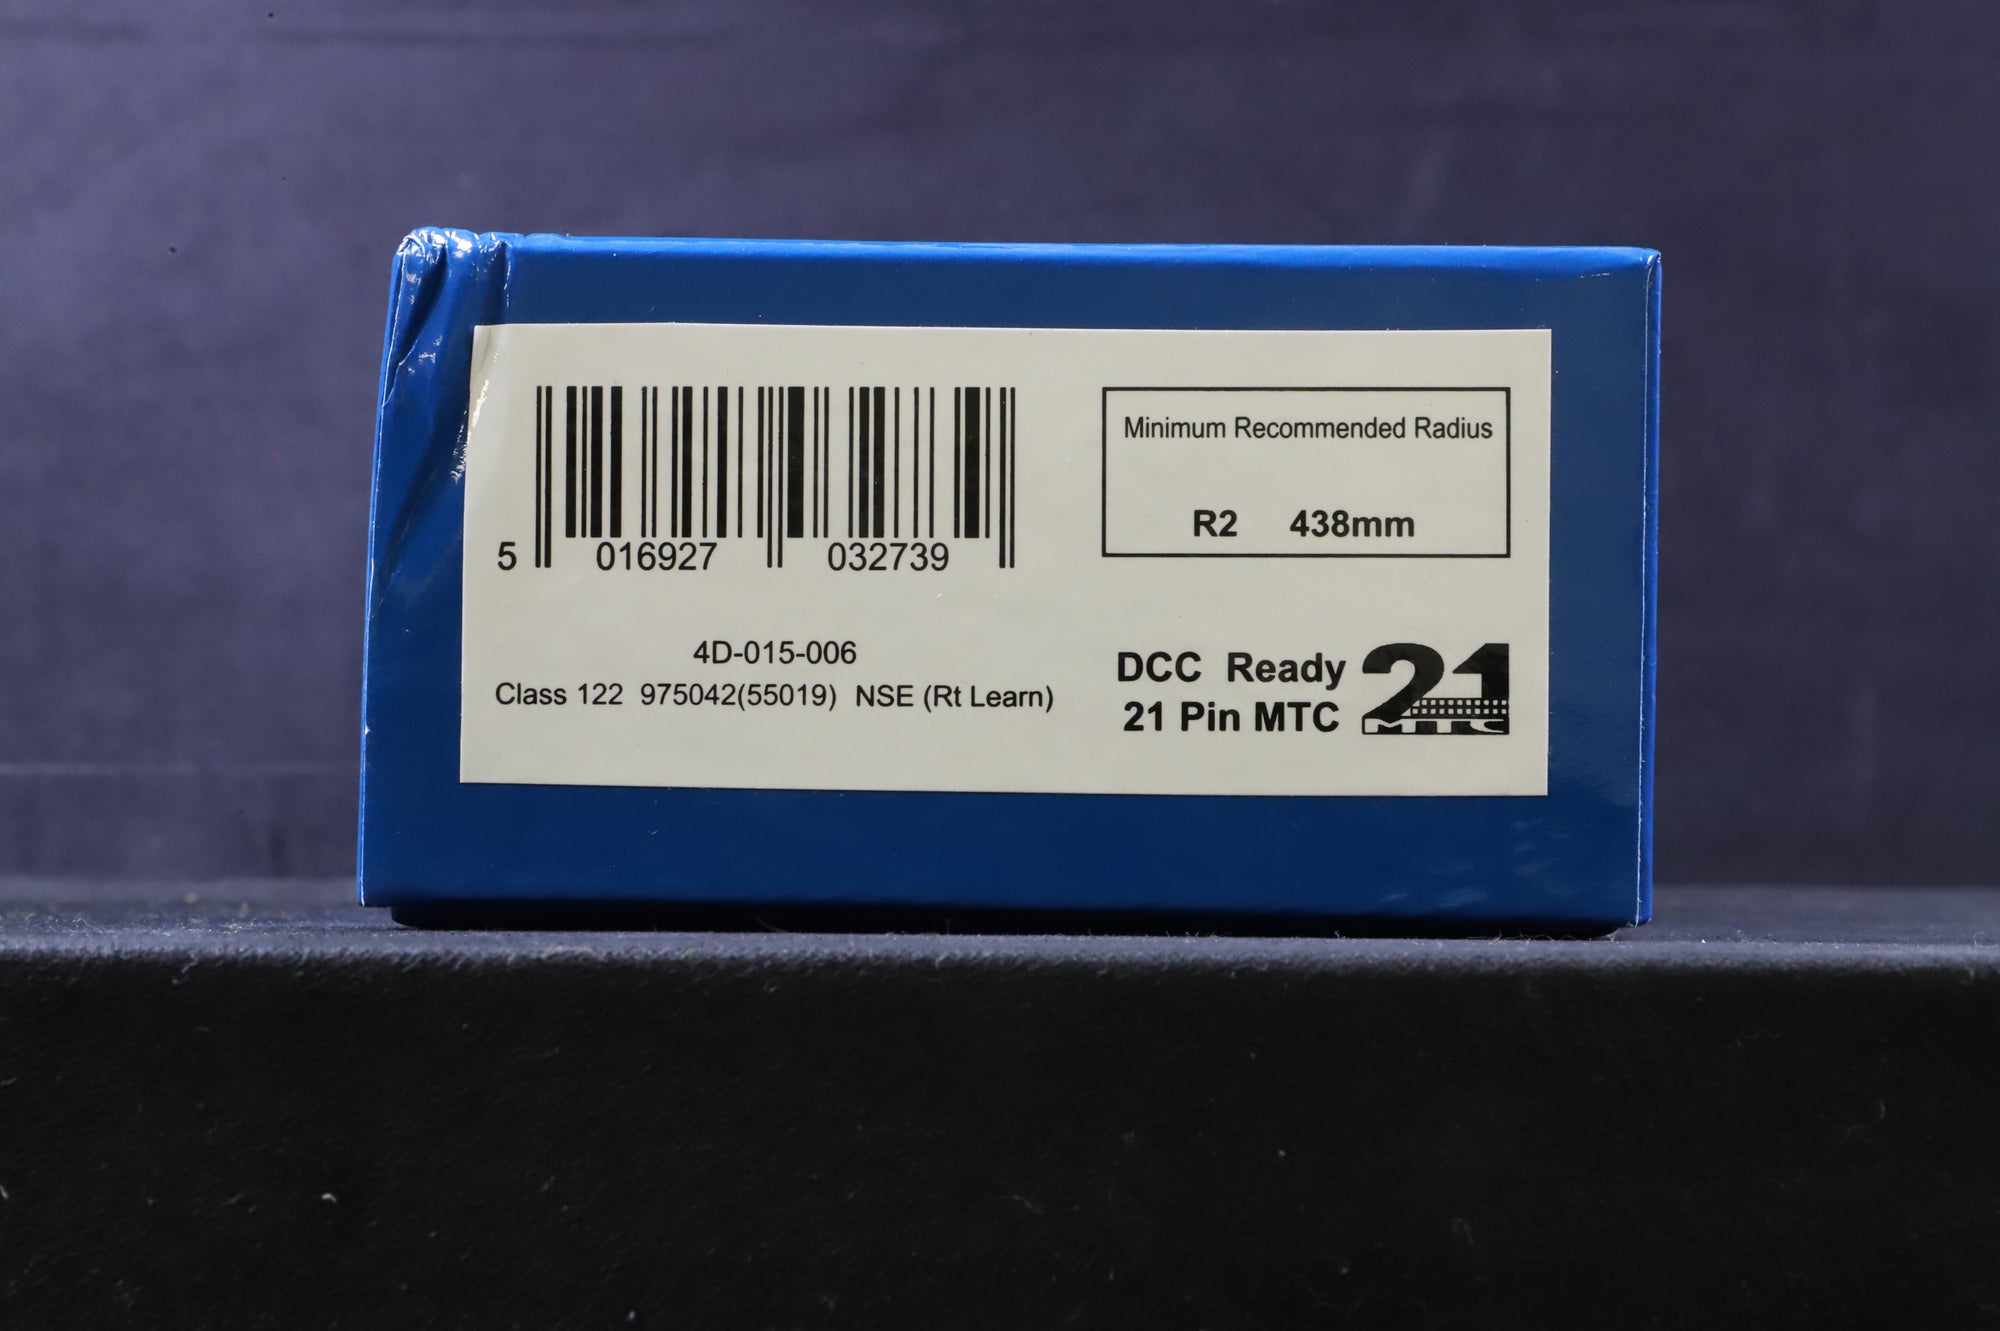 5 016927 032739
Minimum Recommended Radius
R2 438mm
4D-015-006
Class 122 975042(55019) NSE (Rt Learn)
DCC Ready
21 Pin MTC
21
MTC